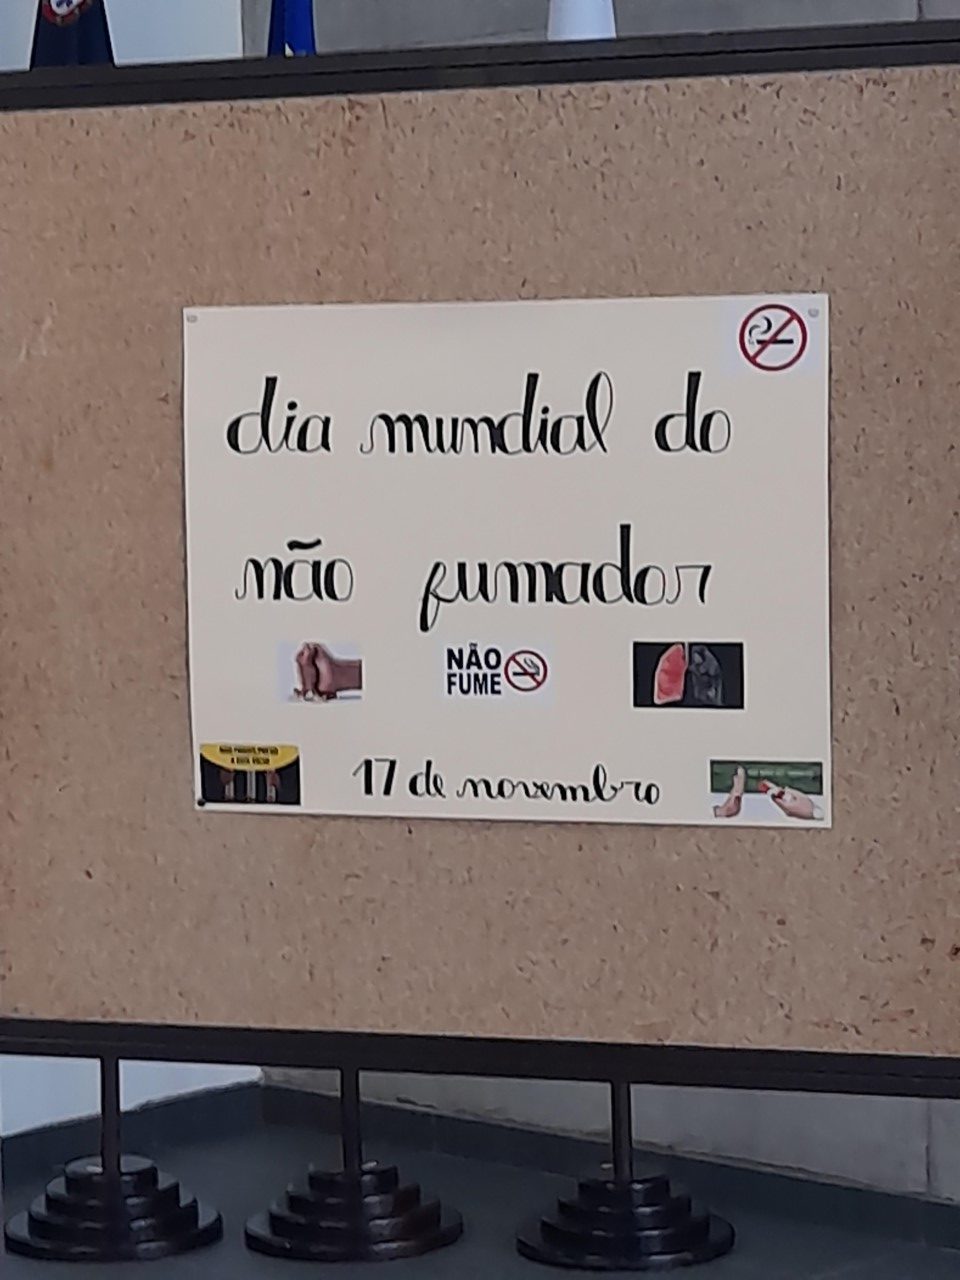 dia mundial do
não fumador
NÃO
FUME
17 de novembro